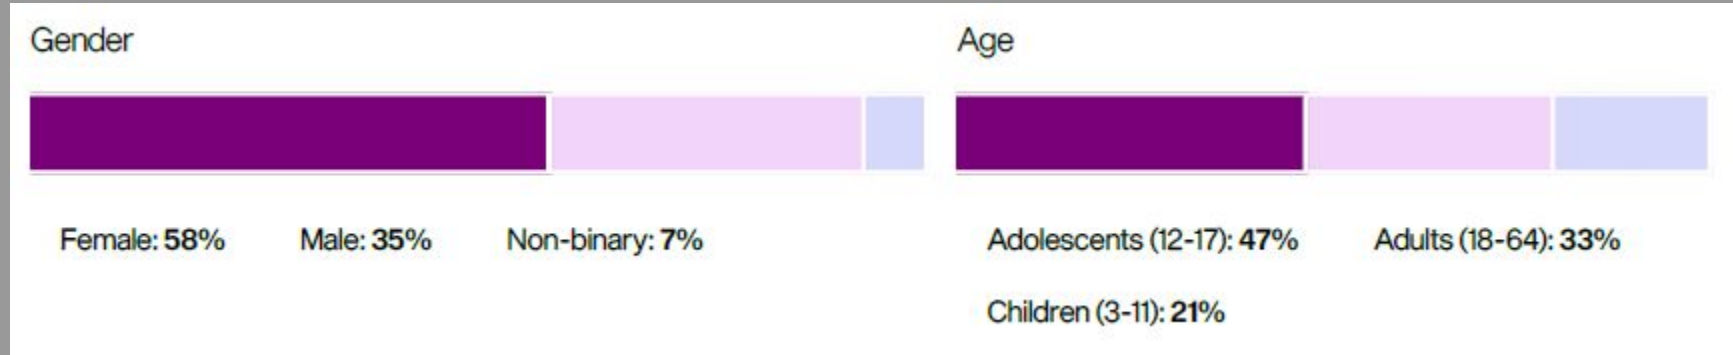 Gender
Female: 58% Male: 35% Non-binary: 7%
Age
Adolescents (12-17): 47% Adults (18-64): 33%
Children (3-11): 21%